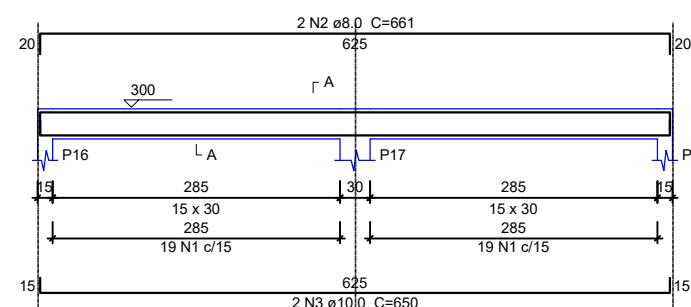 2 N2 ø8.0 C=661
20 625 20
A
300
P16 A P17 P
15 285 30 285 15
15 x 30 15 x 30
285 285
19 N1 c/15 19 N1 c/15
15 625 15
2 N3 ø10.0 C=650